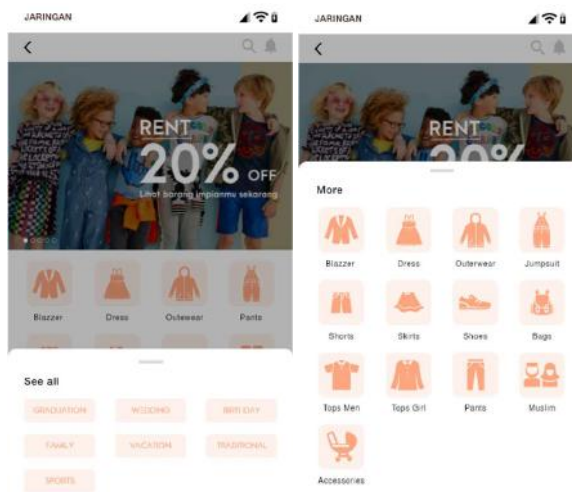 JARINGAN
RENT
20% OFF
Lihat barang impianmu sekarang
Blazzer Dress Outerwear Pants
See all
GRADUATION WEDDING
FAMILY VACATION TRADITIONAL
SPORTS
JARINGAN
RENT
20%
More
Blazzer Dress Outerwear Jumpsuit
Shorts Skirts Shoes Bags
Tops Men Tops Girl Pants Muslim
Accessories